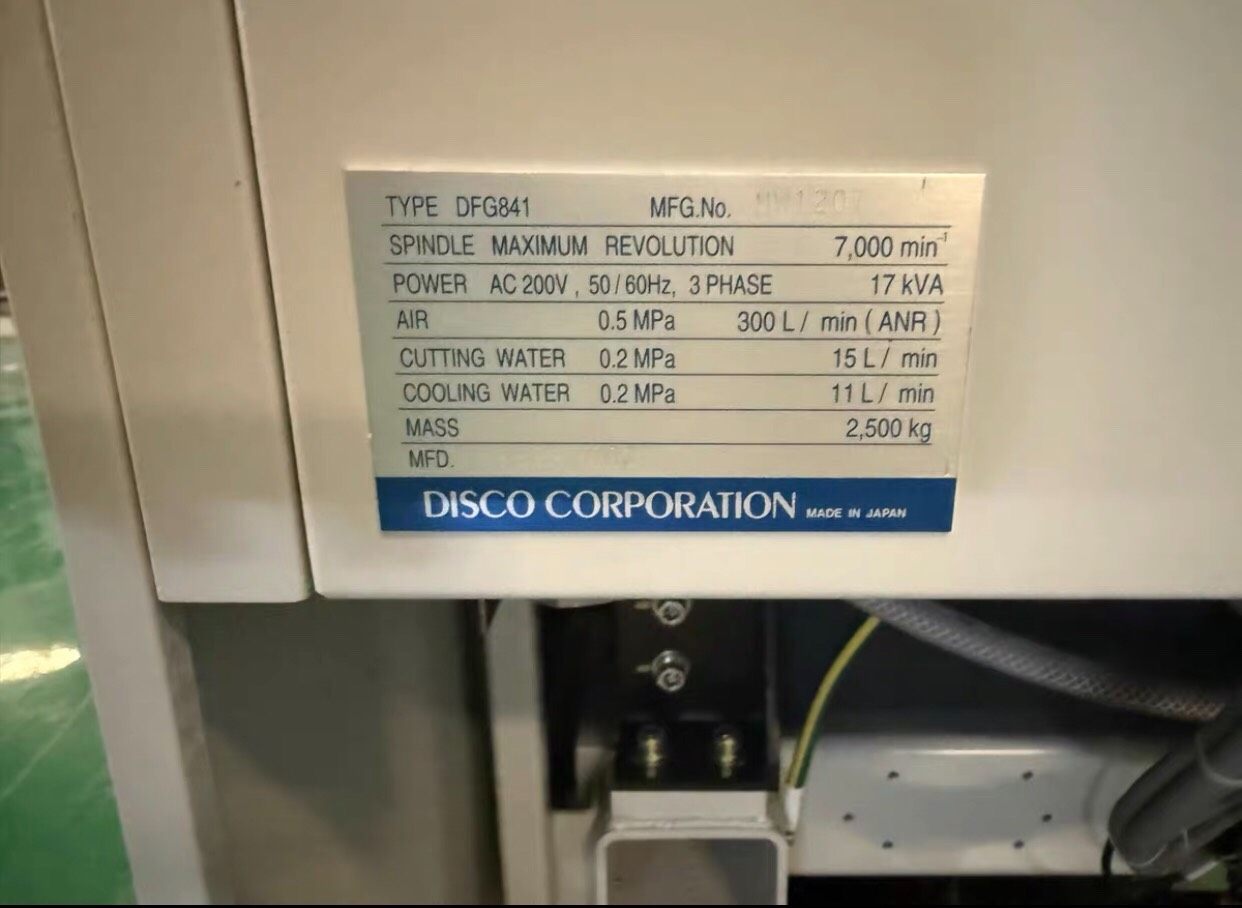 TYPE DFG841 MFG.No.
SPINDLE MAXIMUM REVOLUTION 7,000 min⁻¹
POWER AC 200V , 50 / 60Hz, 3 PHASE 17 kVA
AIR 0.5 MPa 300 L / min ( ANR )
CUTTING WATER 0.2 MPa 15 L / min
COOLING WATER 0.2 MPa 11 L / min
MASS 2,500 kg
MFD.
DISCO CORPORATION MADE IN JAPAN